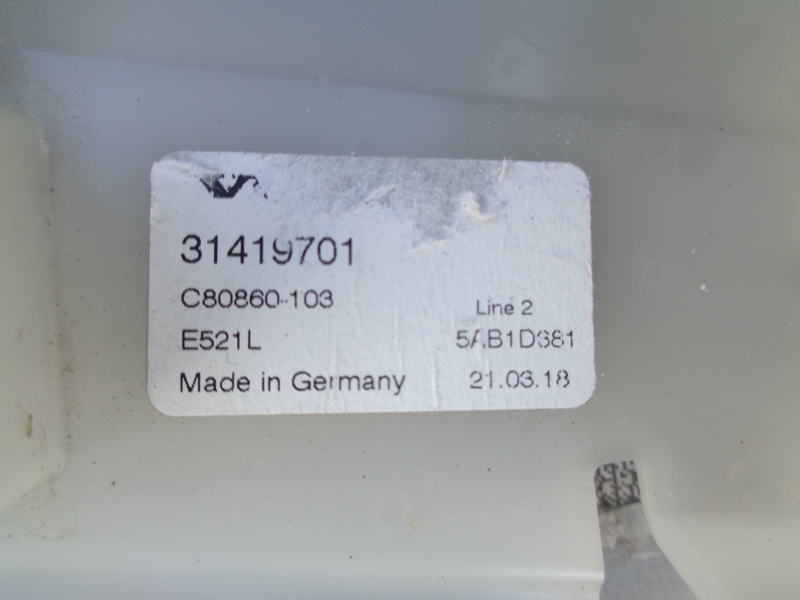 31419701
C80860-103
Line 2
E521L 5AB1D381
Made in Germany 21.03.18